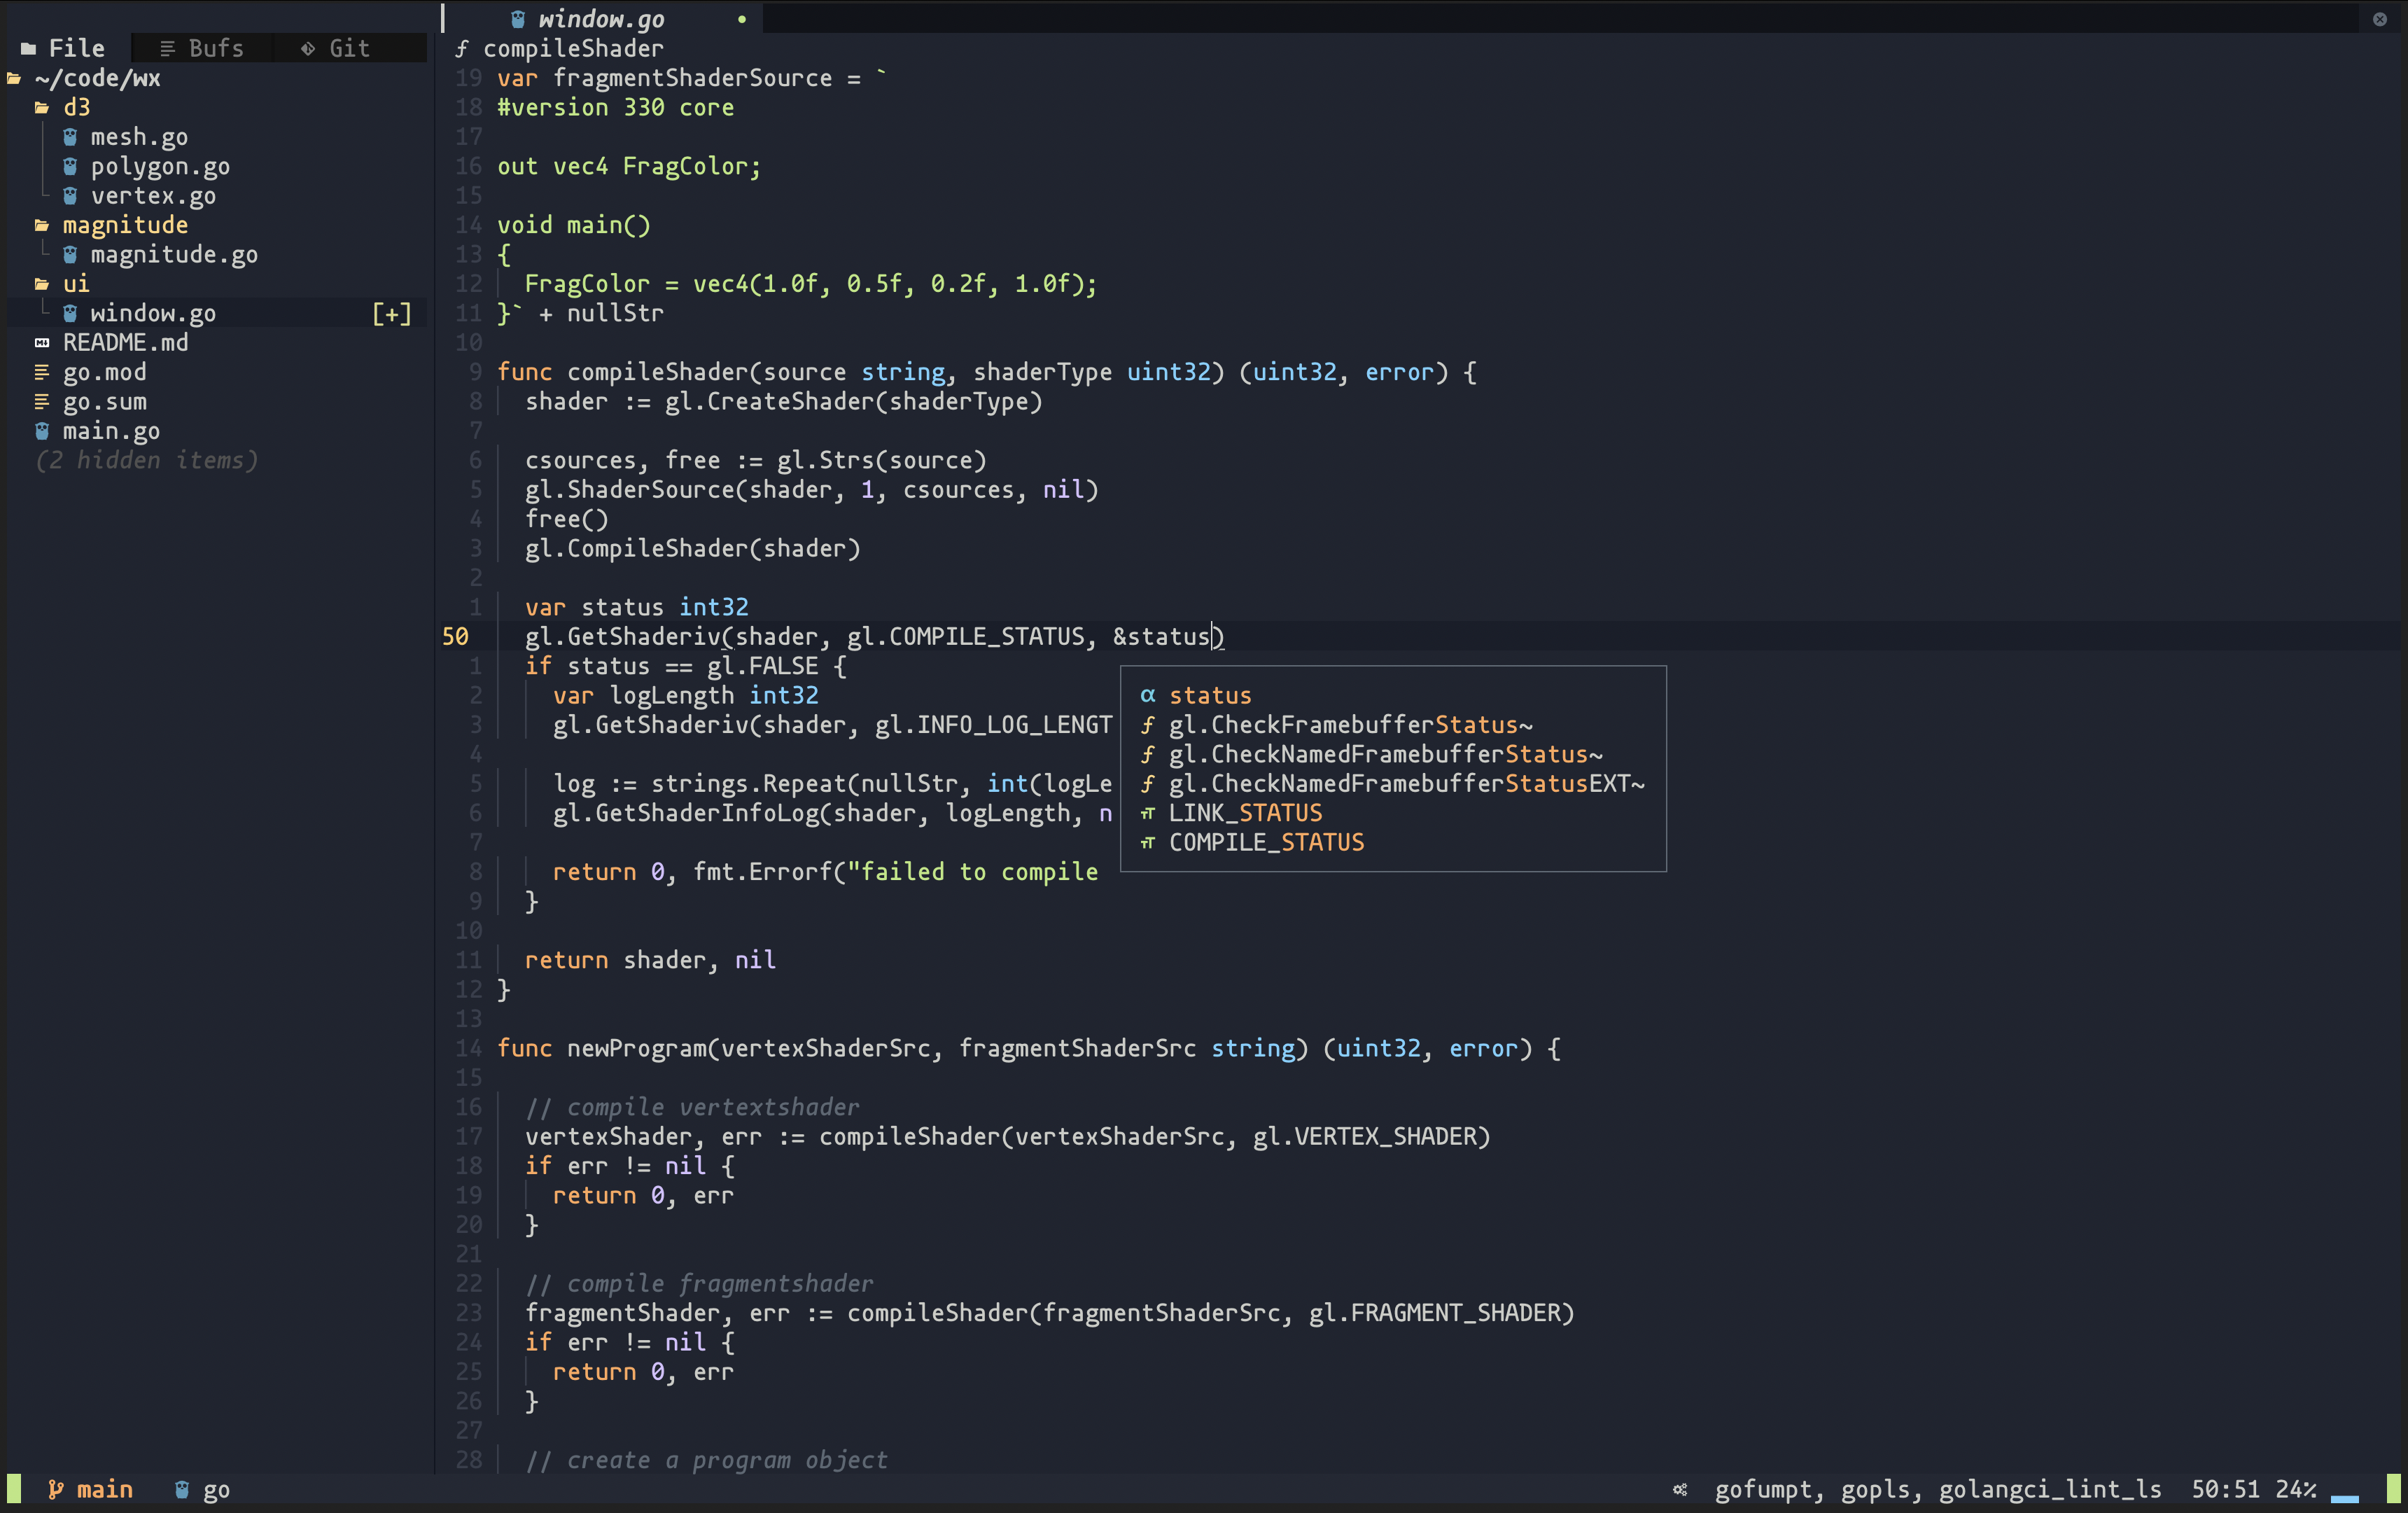 File Bufs Git
~/code/wx
d3
mesh.go
polygon.go
vertex.go
magnitude
magnitude.go
ui
window.go [+]
README.md
go.mod
go.sum
main.go
(2 hidden items)
window.go
compileShader
19 var fragmentShaderSource = `
18 #version 330 core
17
16 out vec4 FragColor;
15
14 void main()
13 {
12   FragColor = vec4(1.0f, 0.5f, 0.2f, 1.0f);
11 }` + nullStr
10
9 func compileShader(source string, shaderType uint32) (uint32, error) {
8   shader := gl.CreateShader(shaderType)
7
6   csources, free := gl.Strs(source)
5   gl.ShaderSource(shader, 1, csources, nil)
4   free()
3   gl.CompileShader(shader)
2
1   var status int32
50   gl.GetShaderiv(shader, gl.COMPILE_STATUS, &status)
1   if status == gl.FALSE {
2     var logLength int32
3     gl.GetShaderiv(shader, gl.INFO_LOG_LENGT
4
5     log := strings.Repeat(nullStr, int(logLe
6     gl.GetShaderInfoLog(shader, logLength, n
7
8     return 0, fmt.Errorf("failed to compile
9   }
10
11   return shader, nil
12 }
13
14 func newProgram(vertexShaderSrc, fragmentShaderSrc string) (uint32, error) {
15
16   // compile vertextshader
17   vertexShader, err := compileShader(vertexShaderSrc, gl.VERTEX_SHADER)
18   if err != nil {
19     return 0, err
20   }
21
22   // compile fragmentshader
23   fragmentShader, err := compileShader(fragmentShaderSrc, gl.FRAGMENT_SHADER)
24   if err != nil {
25     return 0, err
26   }
27
28   // create a program object
α status
ƒ gl.CheckFramebufferStatus~
ƒ gl.CheckNamedFramebufferStatus~
ƒ gl.CheckNamedFramebufferStatusEXT~
LINK_STATUS
COMPILE_STATUS
main go gofumpt, gopls, golangci_lint_ls 50:51 24%